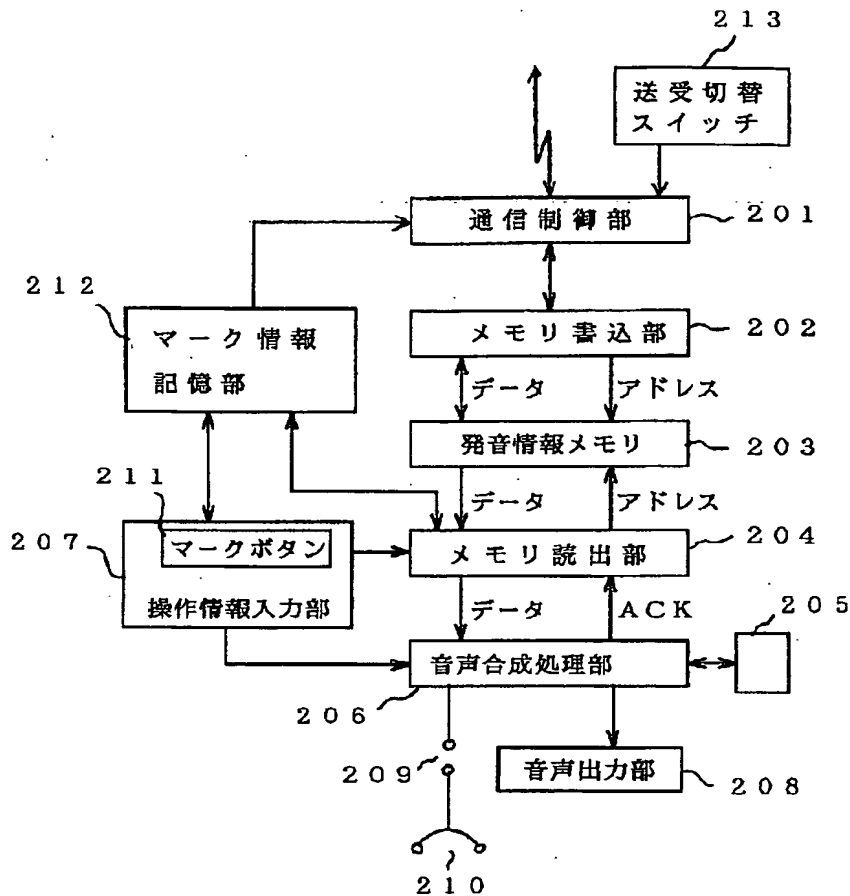 ２１３
送受切替
スイッチ
通信制御部
２０１
２１２
マーク情報
記憶部
メモリ書込部
２０２
データ
アドレス
発音情報メモリ
２０３
２１１
データ
アドレス
２０７
マークボタン
メモリ読出部
２０４
操作情報入力部
データ
ＡＣＫ
２０５
音声合成処理部
２０６
２０９
音声出力部
２０８
２１０